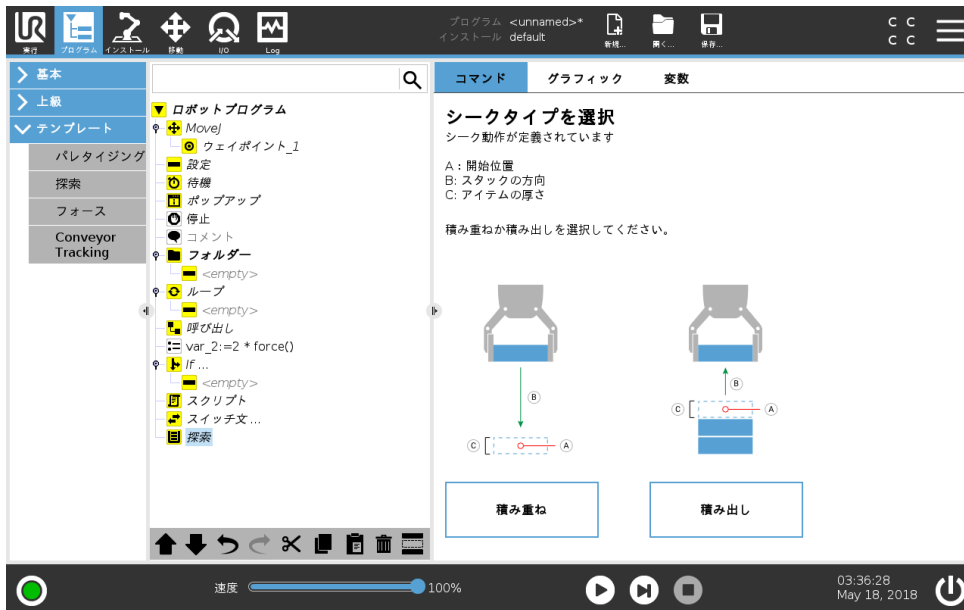 プログラム <unnamed>*
インストール default
実行
プログラム
インストール
移動
I/O
Log
新規...
開く...
保存...
C C
C C
基本
上級
テンプレート
パレタイジング
探索
フォース
Conveyor
Tracking
ロボットプログラム
MoveJ
ウェイポイント_1
設定
待機
ポップアップ
停止
コメント
フォルダー
<empty>
ループ
<empty>
呼び出し
var_2:=2 * force()
If ...
<empty>
スクリプト
スイッチ文 ...
探索
コマンド
グラフィック
変数
シークタイプを選択
シーク動作が定義されています
A : 開始位置
B: スタックの方向
C: アイテムの厚さ
積み重ねか積み出しを選択してください。
B
C
A
B
C
A
積み重ね
積み出し
速度
100%
03:36:28
May 18, 2018